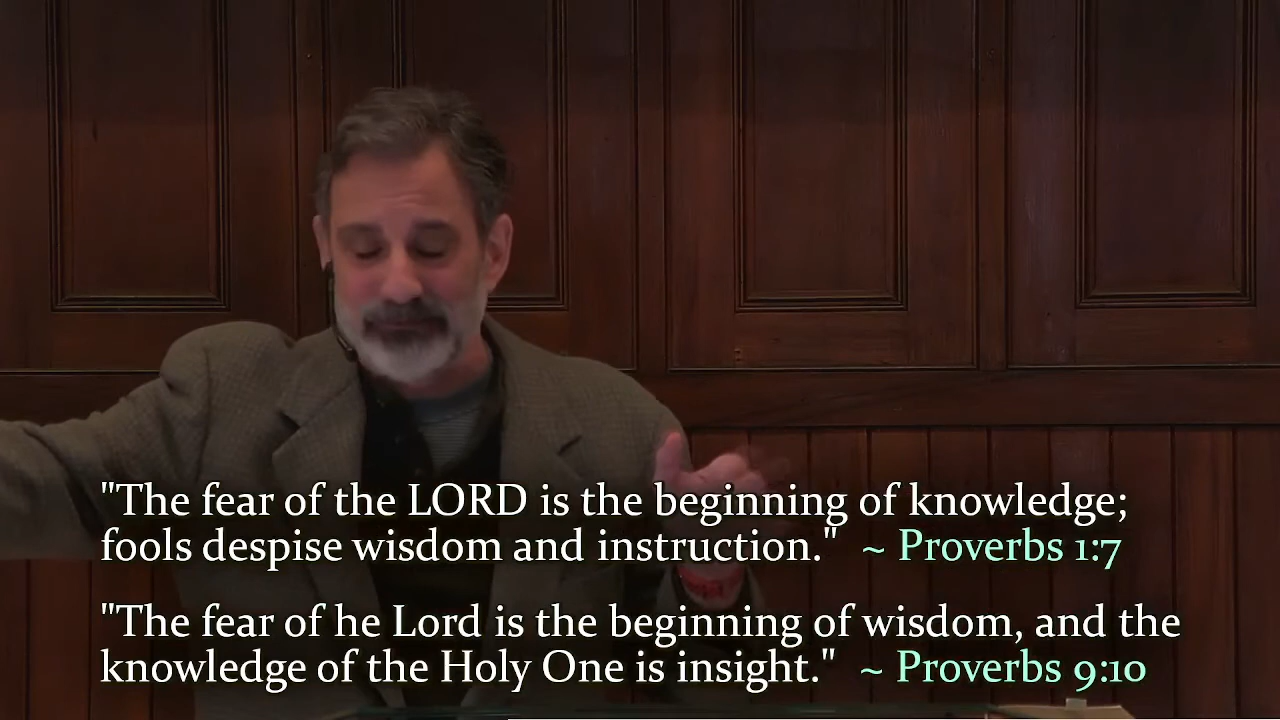 "The fear of the LORD is the beginning of knowledge;
fools despise wisdom and instruction." ~ Proverbs 1:7
"The fear of he Lord is the beginning of wisdom, and the
knowledge of the Holy One is insight." ~ Proverbs 9:10